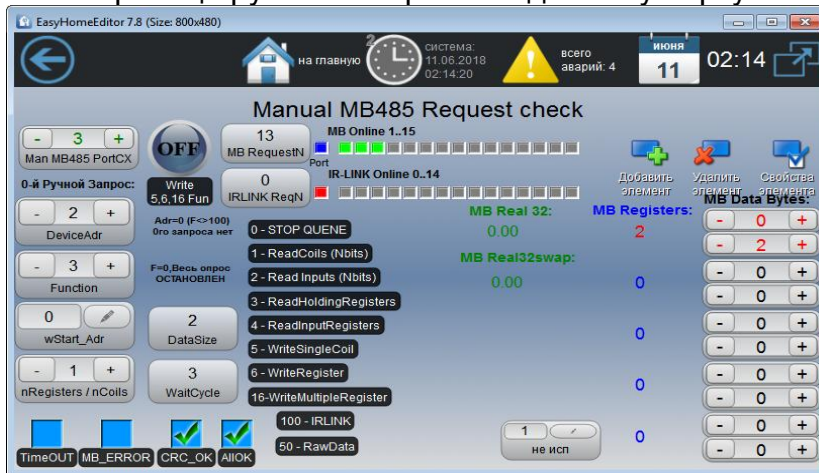 EasyHomeEditor 7.8 (Size: 800x480)
на главную
2
система:
11.06.2018
02:14:20
всего
аварий: 4
июня
11
02:14
Manual MB485 Request check
- 3 +
Man MB485 PortCX
OFF
13
MB RequestN
MB Online 1..15
Port
0-й Ручной Запрос:
Write
5,6,16 Fun
0
IRLINK ReqN
IR-LINK Online 0..14
Добавить
элемент
Удалить
элемент
Свойства
элемента
- 2 +
DeviceAdr
Adr=0 (F<>100)
0го запроса нет
MB Real 32:
0.00
MB Real32swap:
0.00
MB Registers:
2
0
0
0
0
MB Data Bytes:
- 0 +
- 2 +
- 0 +
- 0 +
- 0 +
- 0 +
- 0 +
- 0 +
- 0 +
- 0 +
- 3 +
Function
F=0,Весь опрос
ОСТАНОВЛЕН
0 - STOP QUENE
1 - ReadCoils (Nbits)
2 - Read Inputs (Nbits)
3 - ReadHoldingRegisters
4 - ReadInputRegisters
5 - WriteSingleCoil
6 - WriteRegister
16-WriteMultipleRegister
100 - IRLINK
50 - RawData
0
wStart_Adr
2
DataSize
- 1 +
nRegisters / nCoils
3
WaitCycle
TimeOUT
MB_ERROR
CRC_OK
AllOK
1
не исп